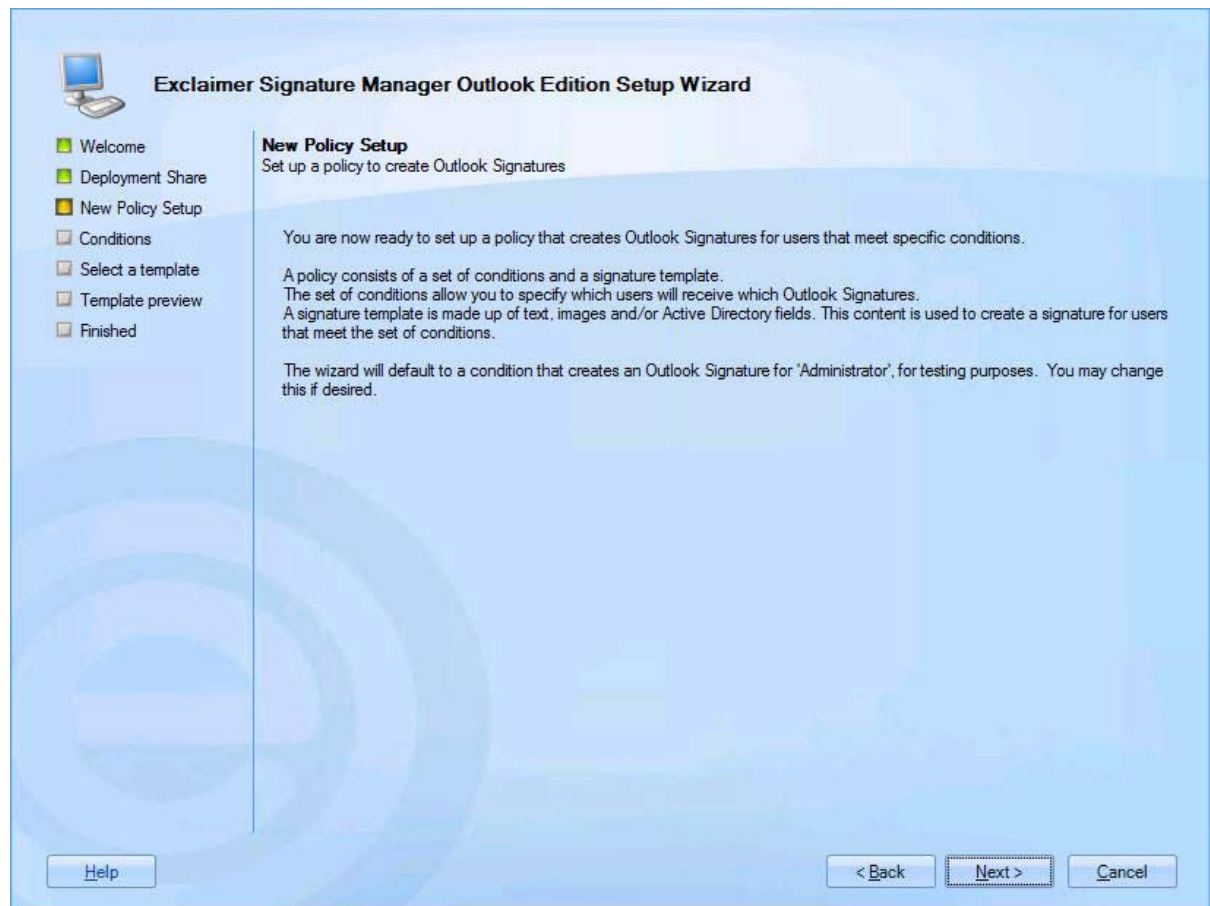 Exclaimer Signature Manager Outlook Edition Setup Wizard
Welcome
Deployment Share
New Policy Setup
Conditions
Select a template
Template preview
Finished
New Policy Setup
Set up a policy to create Outlook Signatures
You are now ready to set up a policy that creates Outlook Signatures for users that meet specific conditions.
A policy consists of a set of conditions and a signature template.
The set of conditions allow you to specify which users will receive which Outlook Signatures.
A signature template is made up of text, images and/or Active Directory fields. This content is used to create a signature for users
that meet the set of conditions.
The wizard will default to a condition that creates an Outlook Signature for 'Administrator', for testing purposes. You may change
this if desired.
Help
< Back
Next >
Cancel